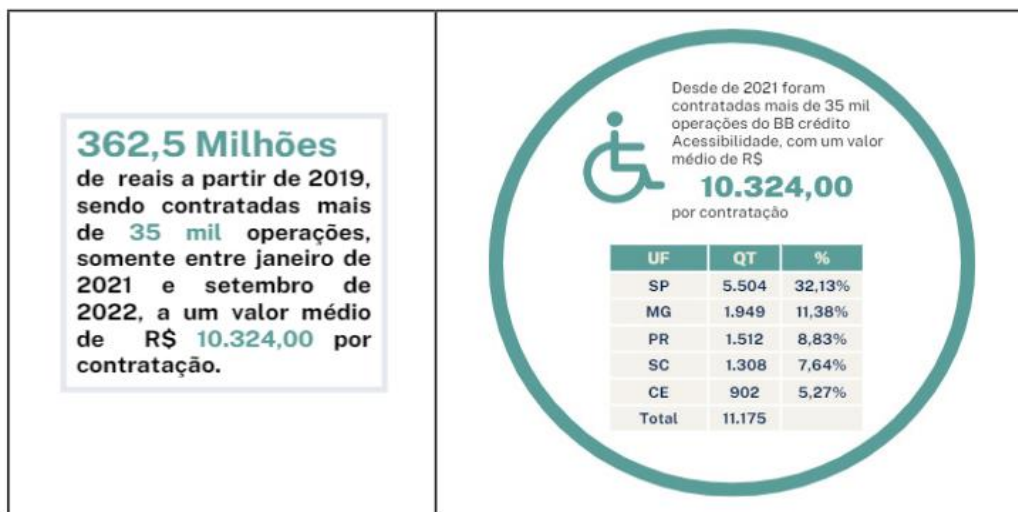 362,5 Milhões
de reais a partir de 2019,
sendo contratadas mais
de 35 mil operações,
somente entre janeiro de
2021 e setembro de
2022, a um valor médio
de R$ 10.324,00 por
contratação.
Desde de 2021 foram
contratadas mais de 35 mil
operações do BB crédito
Acessibilidade, com um valor
médio de R$
10.324,00
por contratação
UF QT %
SP 5.504 32,13%
MG 1.949 11,38%
PR 1.512 8,83%
SC 1.308 7,64%
CE 902 5,27%
Total 11.175